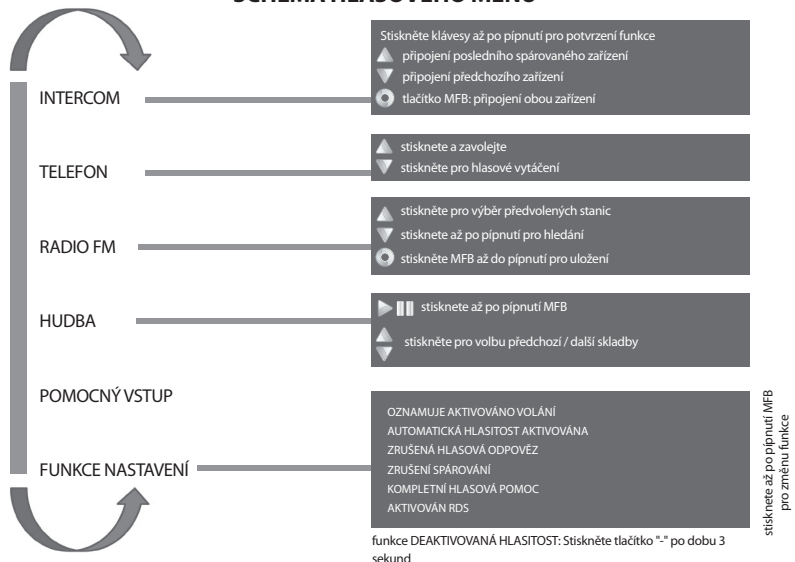 SCHÉMA HLASOVÉHO MENU
INTERCOM
Stiskněte klávesy až po pípnutí pro potvrzení funkce
připojení posledního spárovaného zařízení
připojení předchozího zařízení
tlačítko MFB: připojení obou zařízení
TELEFON
stisknete a zavolejte
stiskněte pro hlasové vytáčení
RADIO FM
stiskněte pro výběr předvolených stanic
stiskněte až po pípnutí pro hledání
stiskněte MFB až do pípnutí pro uložení
HUDBA
stisknete až po pípnutí MFB
stiskněte pro volbu předchozí / další skladby
POMOCNÝ VSTUP
FUNKCE NASTAVENÍ
OZNAMUJE AKTIVOVÁNO VOLÁNÍ
AUTOMATICKÁ HLASITOST AKTIVOVÁNA
ZRUŠENÁ HLASOVÁ ODPOVĚZ
ZRUŠENÍ SPÁROVÁNÍ
KOMPLETNÍ HLASOVÁ POMOC
AKTIVOVÁN RDS
stisknete až po pípnutí MFB
pro změnu funkce
funkce DEAKTIVOVANÁ HLASITOST: Stiskněte tlačítko "-" po dobu 3
sekund